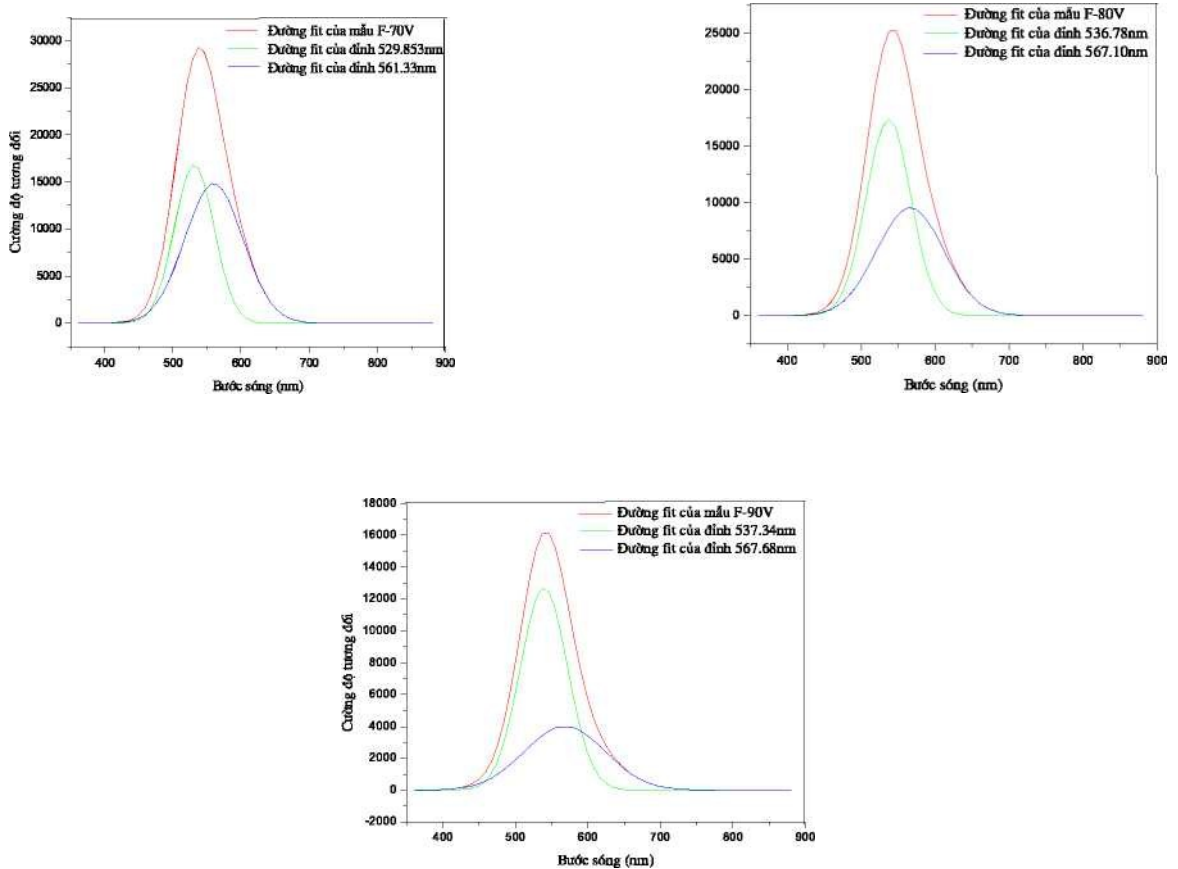 Đường fit của mẫu F-70V
Đường fit của đỉnh 529.853nm
Đường fit của đỉnh 561.33nm
30000
25000
20000
15000
10000
5000
0
Cường độ tương đối
400 500 600 700 800 900
Bước sóng (nm)
Đường fit của mẫu F-80V
Đường fit của đỉnh 536.78nm
Đường fit của đỉnh 567.10nm
25000
20000
15000
10000
5000
0
400 500 600 700 800 900
Bước sóng (nm)
Đường fit của mẫu F-90V
Đường fit của đỉnh 537.34nm
Đường fit của đỉnh 567.68nm
18000
16000
14000
12000
10000
8000
6000
4000
2000
0
-2000
Cường độ tương đối
400 500 600 700 800 900
Bước sóng (nm)